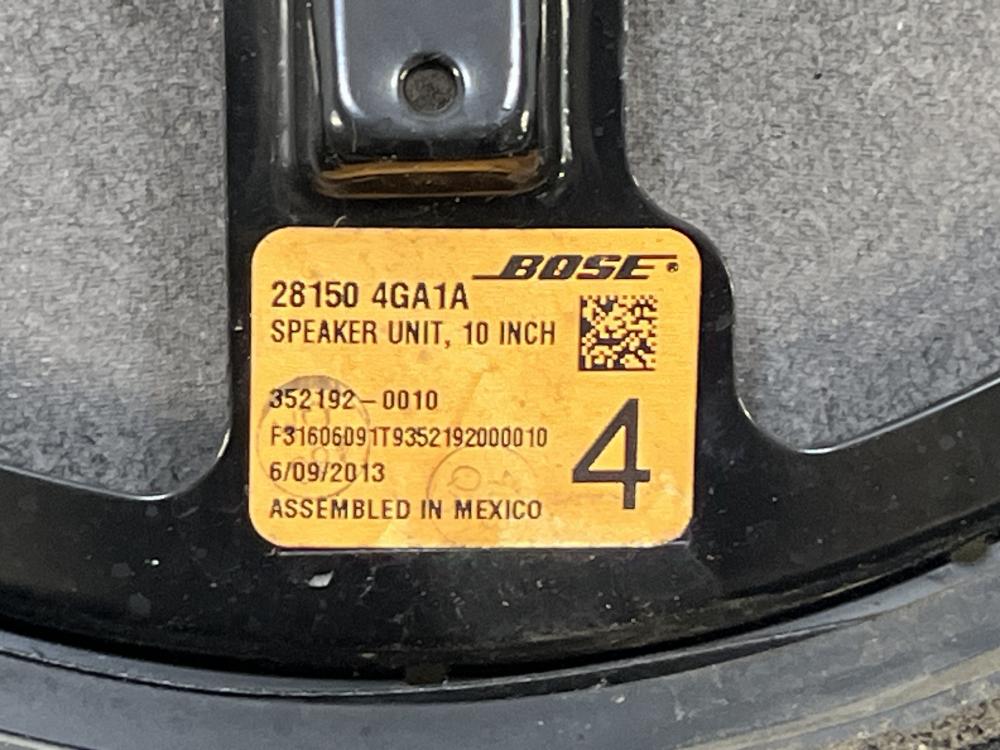 BOSE®
28150 4GA1A
SPEAKER UNIT, 10 INCH
352192-0010
F31606091T9352192000010
6/09/2013
ASSEMBLED IN MEXICO
4